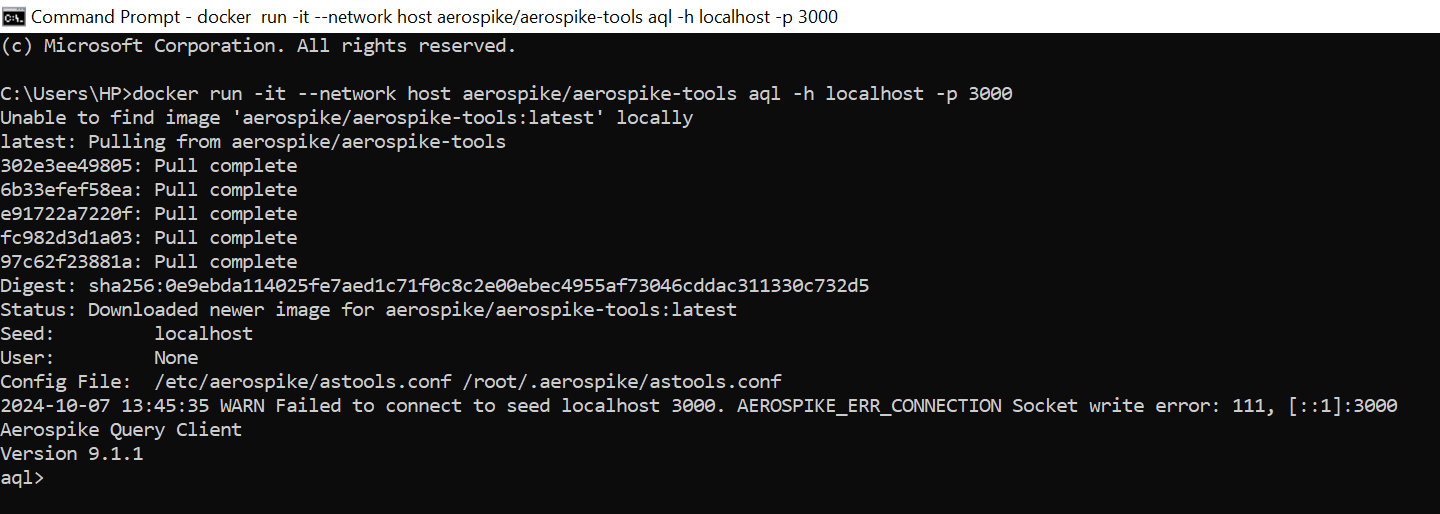 Command Prompt - docker  run -it --network host aerospike/aerospike-tools aql -h localhost -p 3000
(c) Microsoft Corporation. All rights reserved.
C:\Users\HP>docker run -it --network host aerospike/aerospike-tools aql -h localhost -p 3000
Unable to find image 'aerospike/aerospike-tools:latest' locally
latest: Pulling from aerospike/aerospike-tools
302e3ee49805: Pull complete
6b33efef58ea: Pull complete
e91722a7220f: Pull complete
fc982d3d1a03: Pull complete
97c62f23881a: Pull complete
Digest: sha256:0e9ebda114025fe7aed1c71f0c8c2e00ebec4955af73046cddac311330c732d5
Status: Downloaded newer image for aerospike/aerospike-tools:latest
Seed:         localhost
User:         None
Config File:  /etc/aerospike/astools.conf /root/.aerospike/astools.conf
2024-10-07 13:45:35 WARN Failed to connect to seed localhost 3000. AEROSPIKE_ERR_CONNECTION Socket write error: 111, [::1]:3000
Aerospike Query Client
Version 9.1.1
aql>